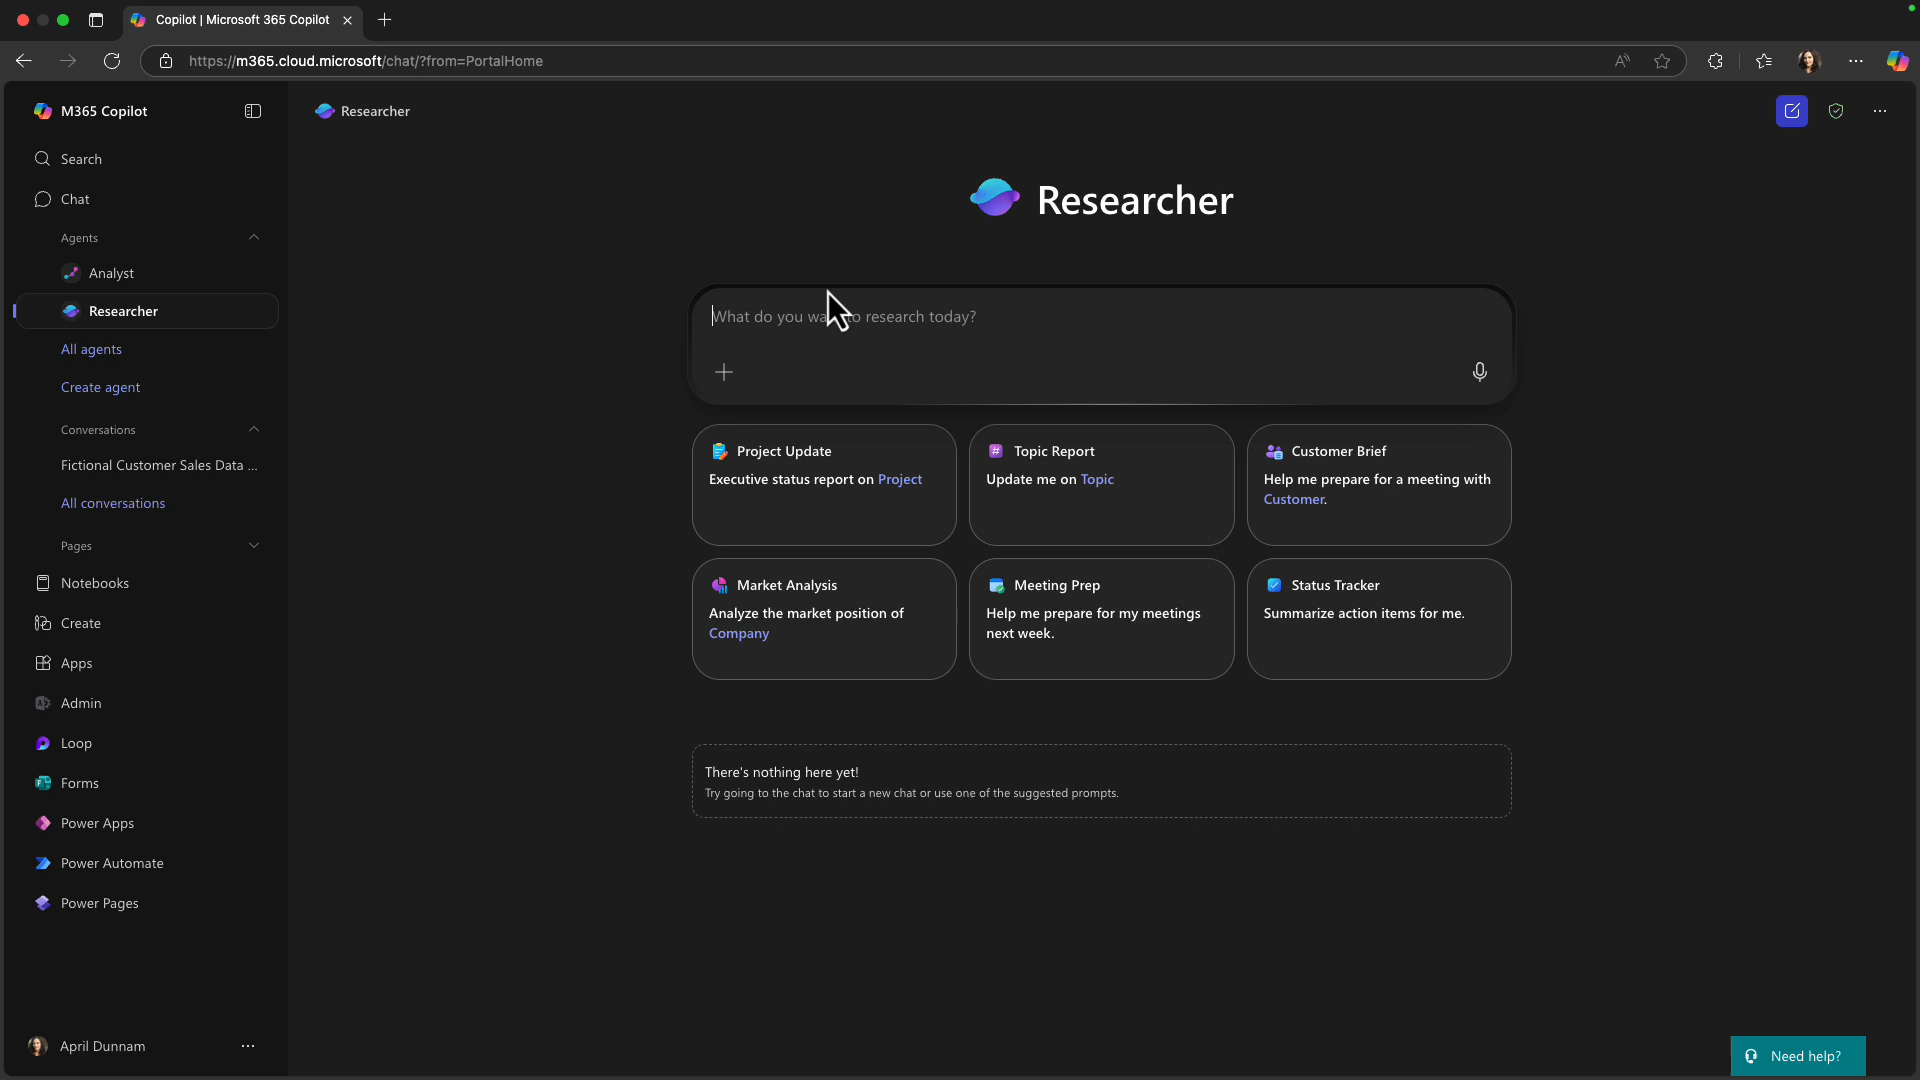 Copilot | Microsoft 365 Copilot
https://m365.cloud.microsoft/chat/?from=PortalHome
M365 Copilot
Search
Chat
Agents
Analyst
Researcher
All agents
Create agent
Conversations
Fictional Customer Sales Data ...
All conversations
Pages
Notebooks
Create
Apps
Admin
Loop
Forms
Power Apps
Power Automate
Power Pages
April Dunnam
Researcher
Researcher
What do you wa to research today?
Project Update
Executive status report on Project
Topic Report
Update me on Topic
Customer Brief
Help me prepare for a meeting with
Customer.
Market Analysis
Analyze the market position of
Company
Meeting Prep
Help me prepare for my meetings
next week.
Status Tracker
Summarize action items for me.
There's nothing here yet!
Try going to the chat to start a new chat or use one of the suggested prompts.
Need help?